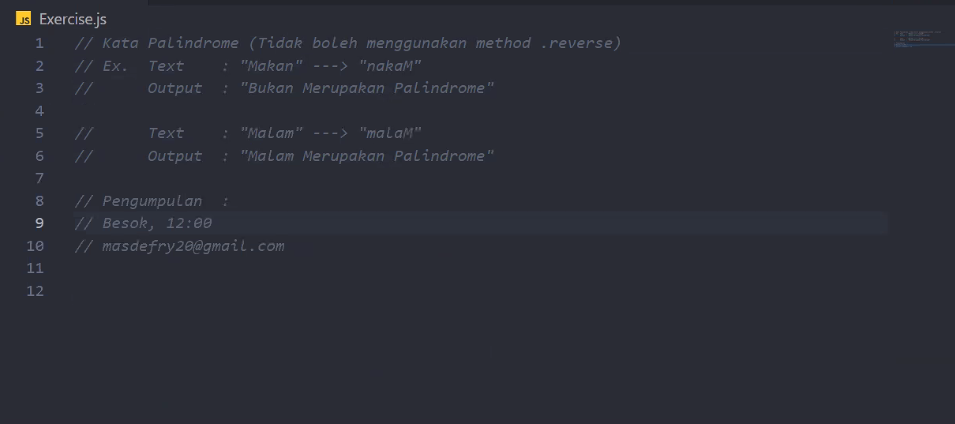 JS Exercise.js
1 // Kata Palindrome (Tidak boleh menggunakan method .reverse)
2 // Ex.  Text    : "Makan" ---> "nakaM"
3 //      Output  : "Bukan Merupakan Palindrome"
4
5 //      Text    : "Malam" ---> "malaM"
6 //      Output  : "Malam Merupakan Palindrome"
7
8 // Pengumpulan  :
9 // Besok, 12:00
10 // masdefry20@gmail.com
11
12